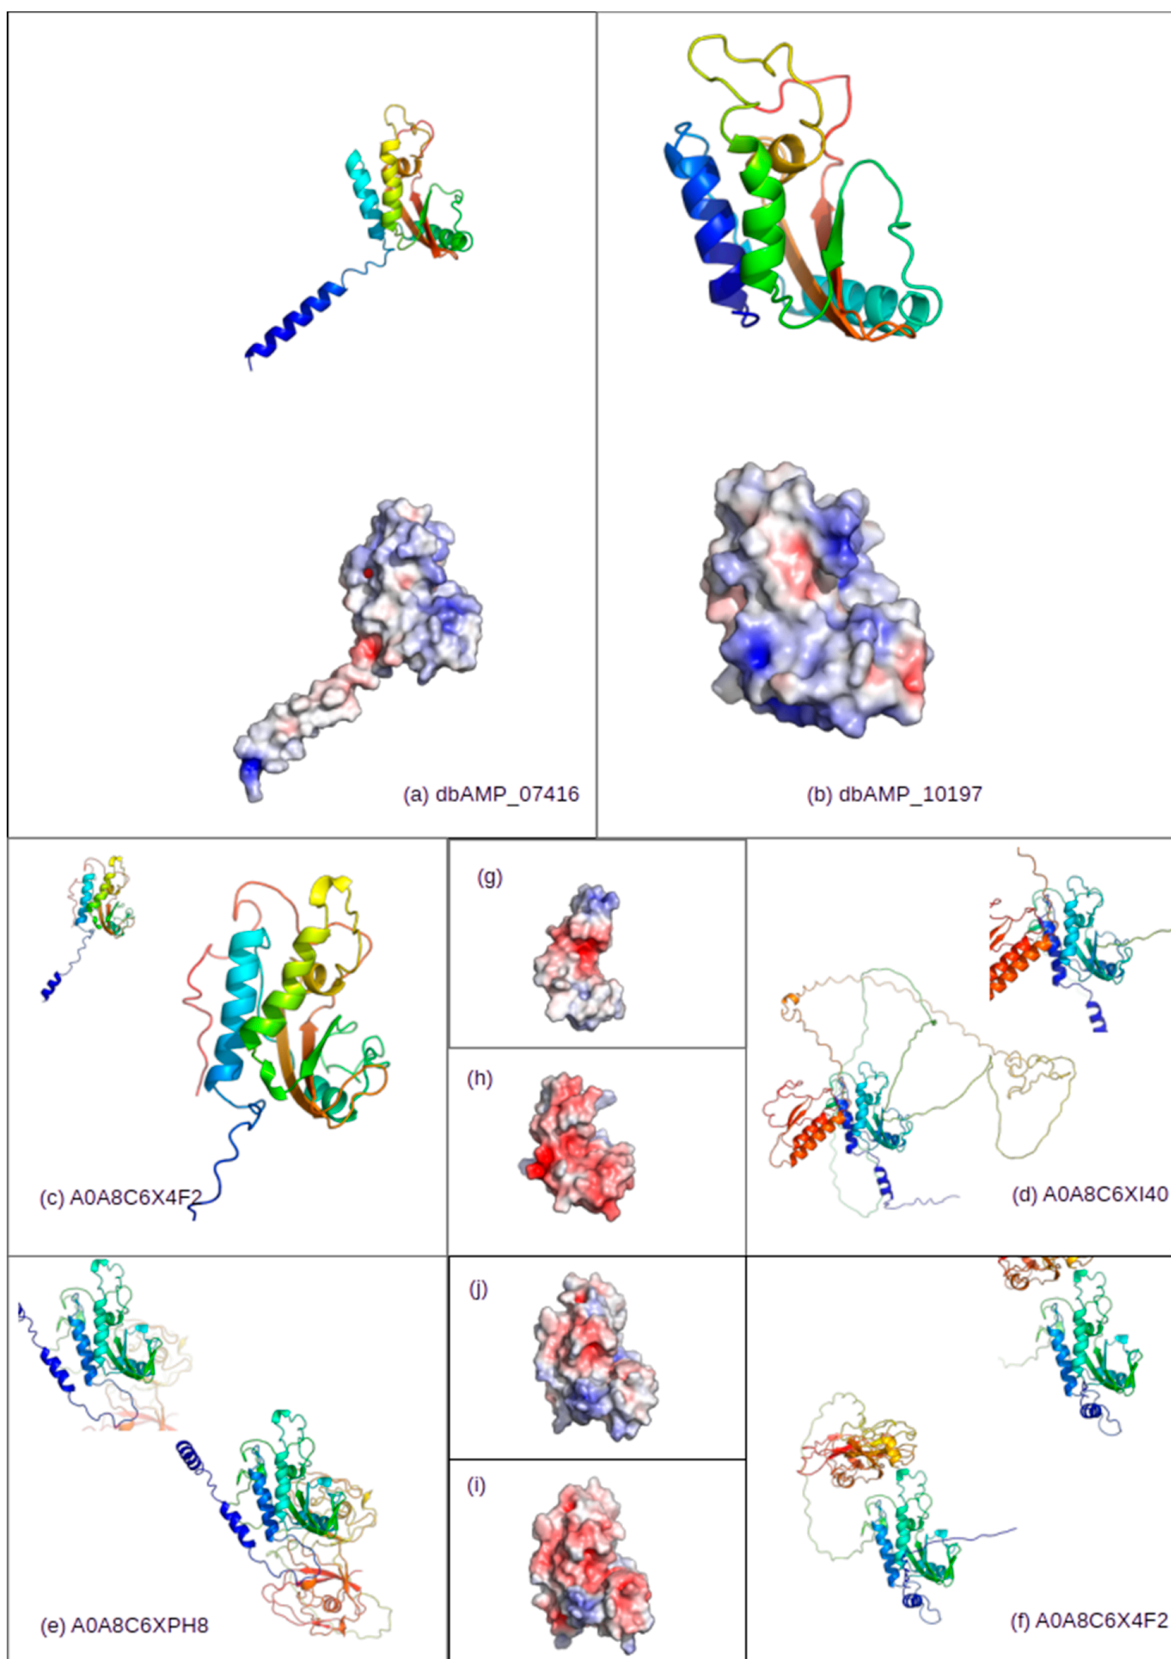 (a) dbAMP_07416
(b) dbAMP_10197
(g)
(h)
(c) A0A8C6X4F2
(d) A0A8C6XI40
(j)
(i)
(e) A0A8C6XPH8
(f) A0A8C6X4F2